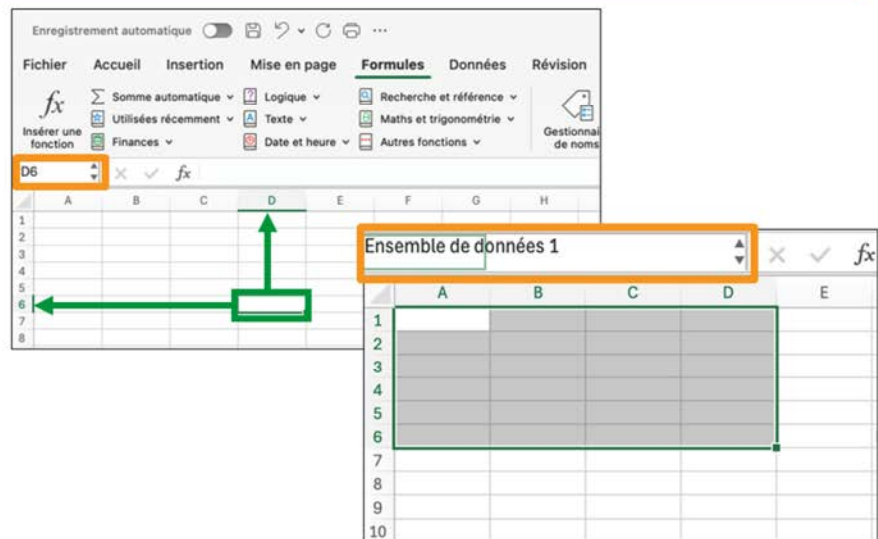 Enregistrement automatique
Fichier Accueil Insertion Mise en page Formules Données Révision
fx Insérer une fonction
Somme automatique Logique Recherche et référence
Utilisées récemment Texte Maths et trigonométrie
Finances Date et heure Autres fonctions
Gestionnai
de noms
D6 fx
A B C D E F G H
1
2
3
4
5
6
7
8
Ensemble de données 1 fx
A B C D E
1
2
3
4
5
6
7
8
9
10